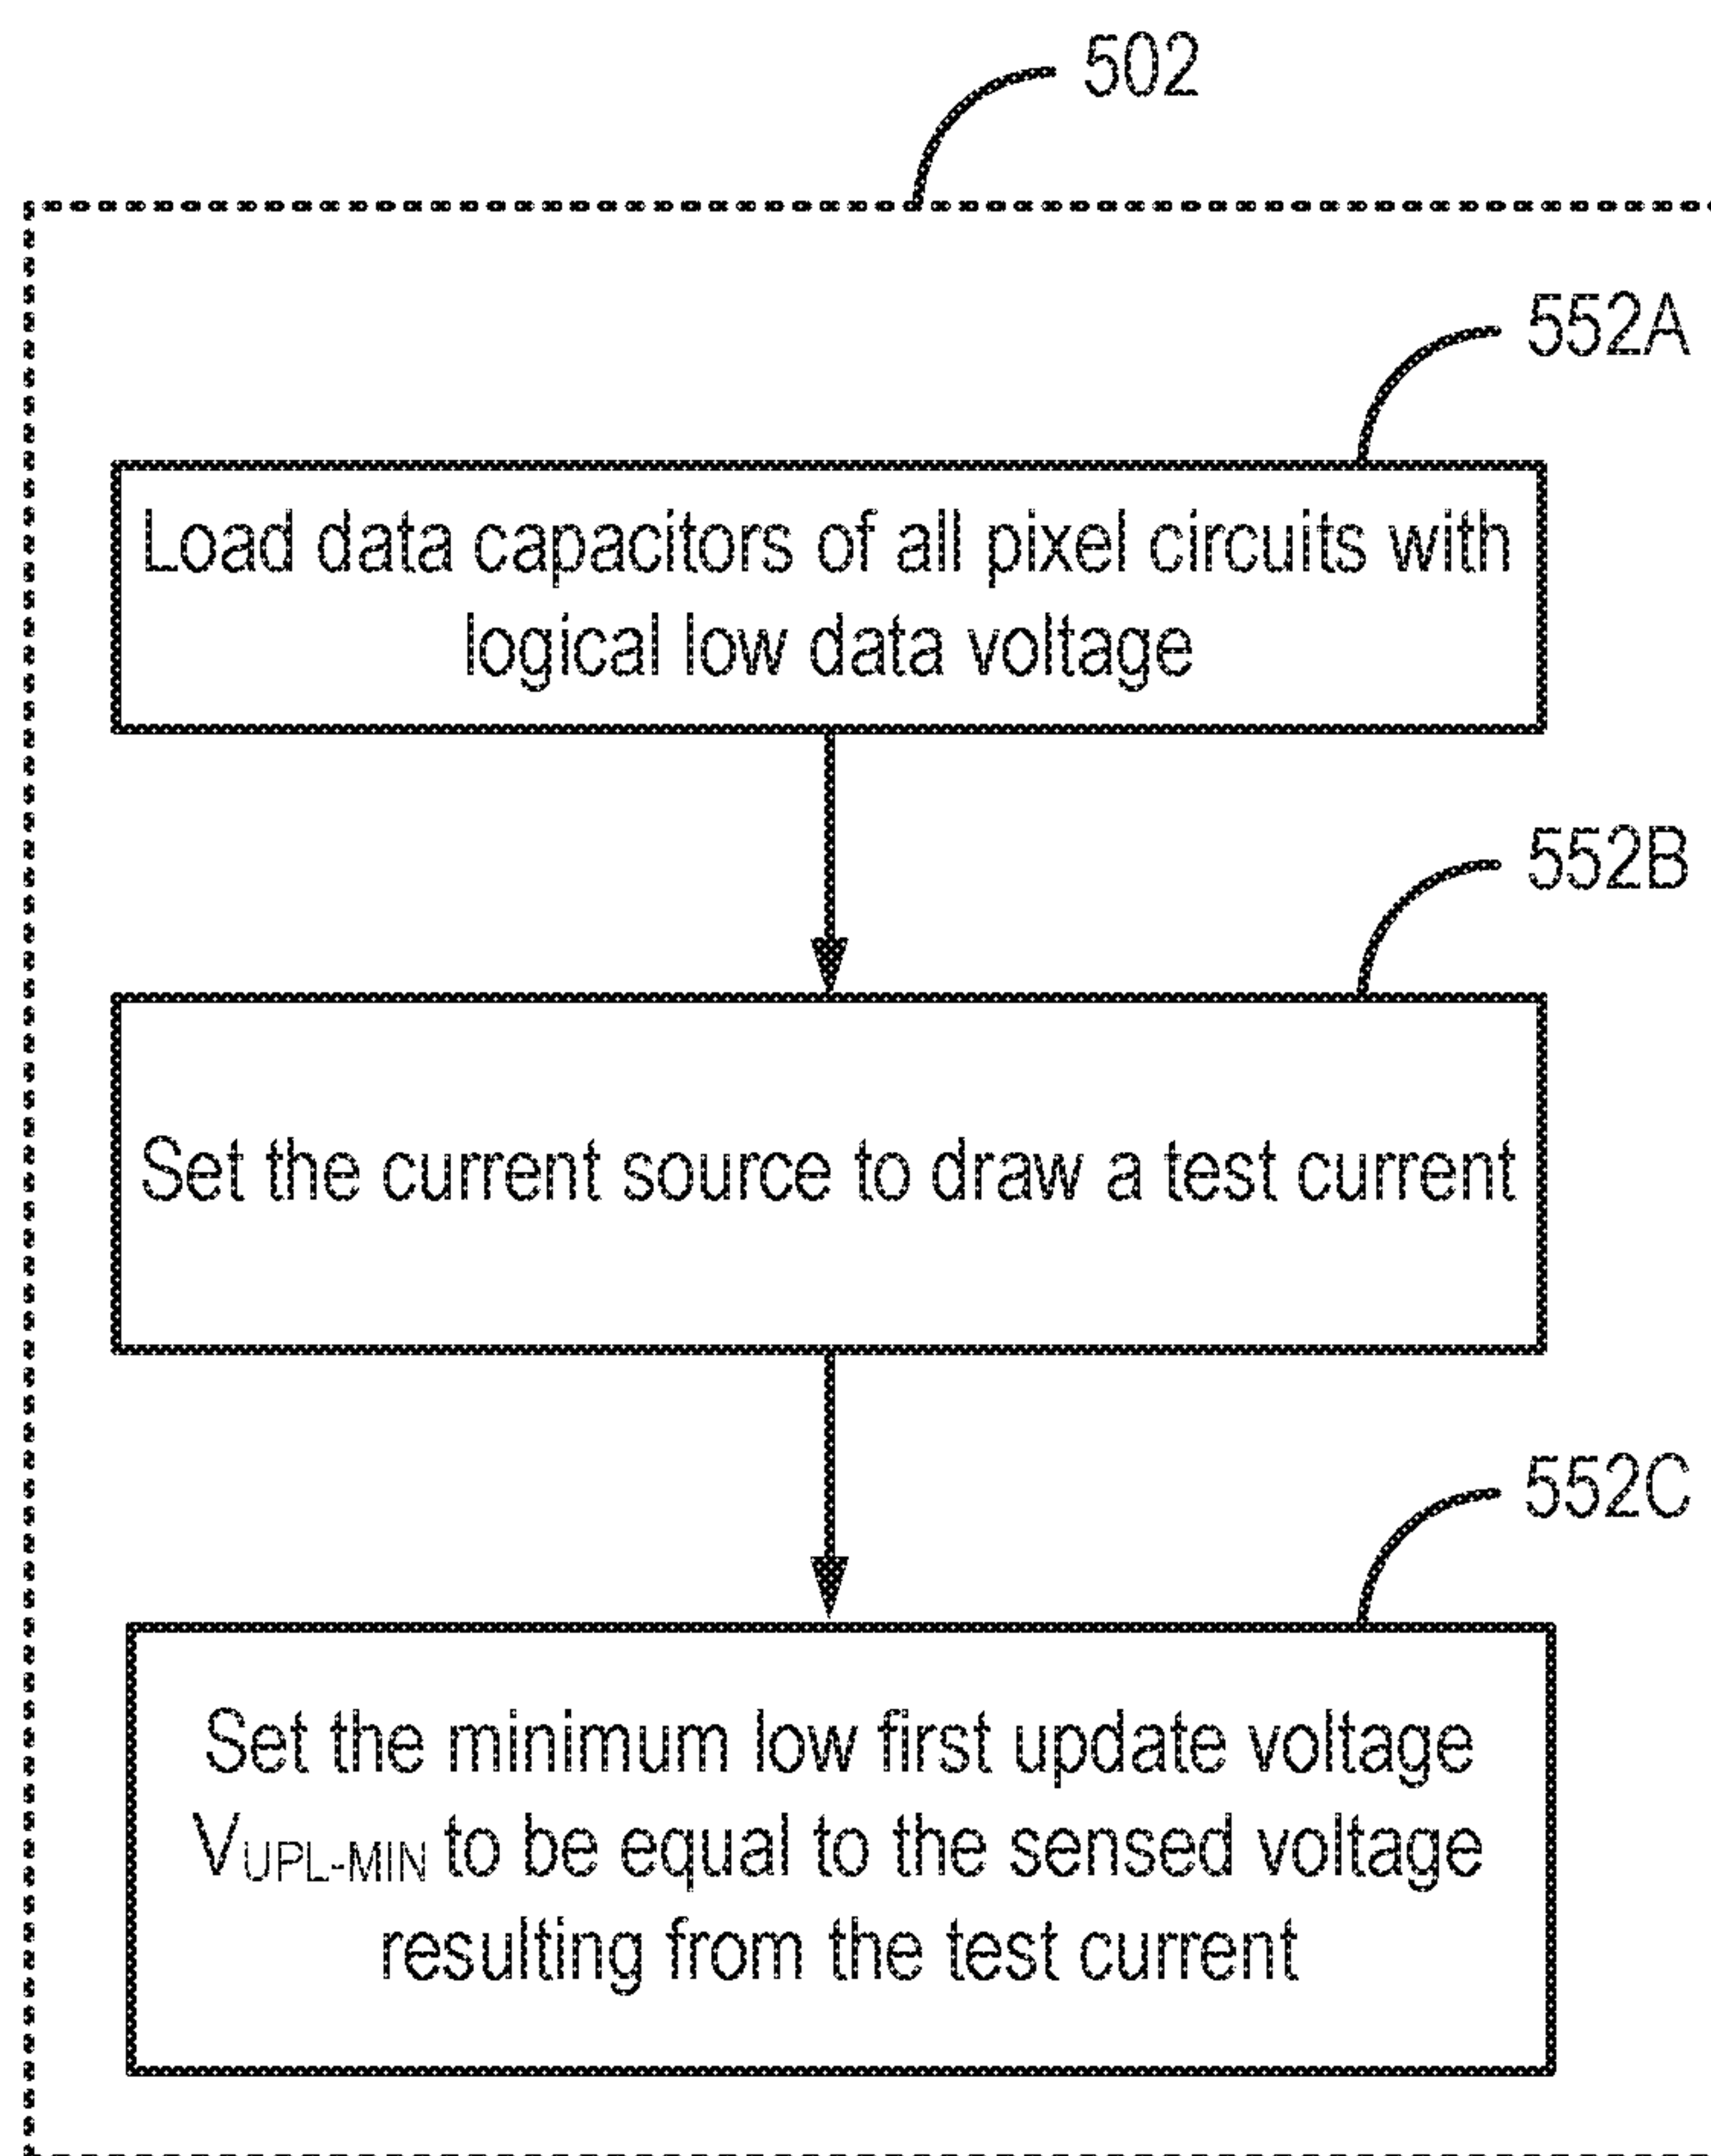 502
552A
Load data capacitors of all pixel circuits with
logical low data voltage
552B
Set the current source to draw a test current
552C
Set the minimum low first update voltage
VUPL-MIN to be equal to the sensed voltage
resulting from the test current